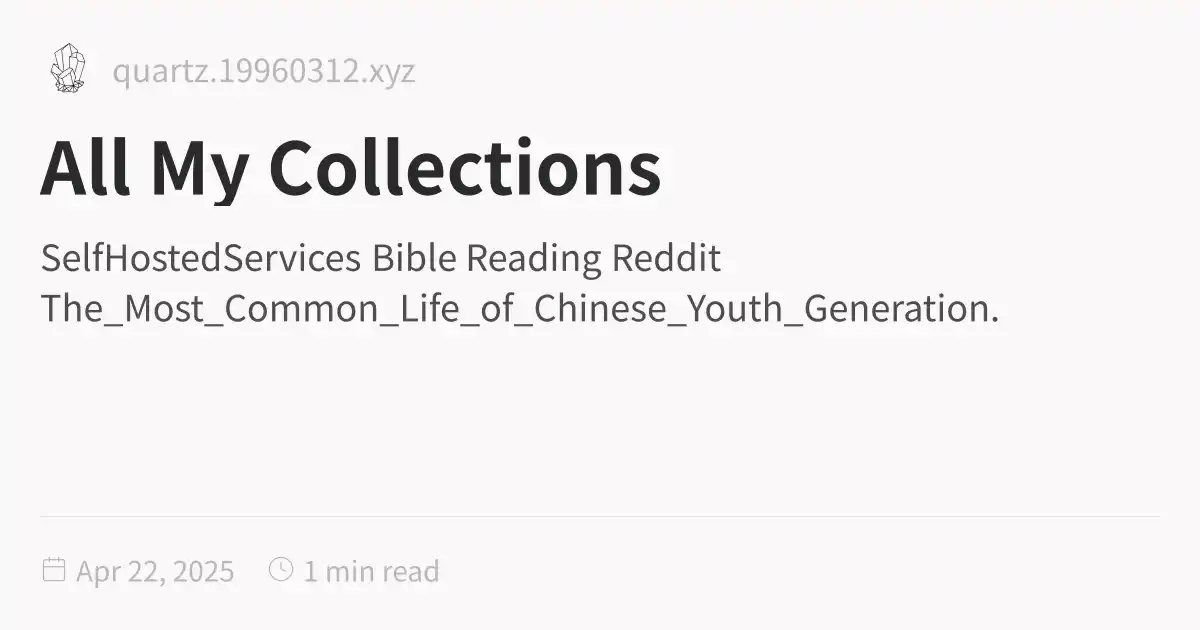 quartz.19960312.xyz
All My Collections
SelfHostedServices Bible Reading Reddit
The_Most_Common_Life_of_Chinese_Youth_Generation.
Apr 22, 2025 1 min read